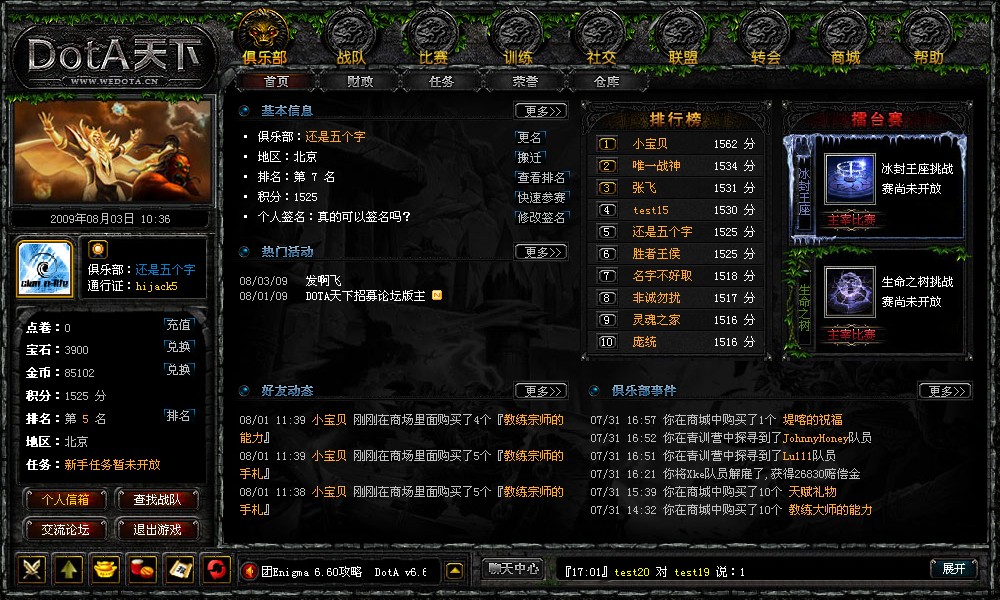 DotA天下
WWW.WEDOTA.CN
俱乐部 战队 比赛 训练 社交 联盟 转会 商城 帮助
首页 财政 任务 荣誉 仓库
2009年08月03日 10:36
俱乐部：还是五个字
通行证：hijack5
点卷：0 充值
宝石：3900 兑换
金币：85102 兑换
积分：1525 分
排名：第 5 名 排名
地区：北京
任务：新手任务暂未开放
个人信箱 查找战队
交流论坛 退出游戏
基本信息 更多>>
· 俱乐部：还是五个字 更名
· 地区：北京 搬迁
· 排名：第 7 名 查看排名
· 积分：1525 快速参赛
· 个人签名：真的可以签名吗？ 修改签名
热门活动 更多>>
08/03/09 发啊飞
08/01/09 DOTA天下招募论坛版主
排行榜
1 小宝贝 1562 分
2 唯一战神 1534 分
3 张飞 1531 分
4 test15 1530 分
5 还是五个字 1525 分
6 胜者王侯 1525 分
7 名字不好取 1518 分
8 非诚勿扰 1517 分
9 灵魂之家 1516 分
10 庞统 1516 分
擂台赛
冰封王座
冰封王座挑战
赛尚未开放
主宰比赛
生命之树
生命之树挑战
赛尚未开放
主宰比赛
好友动态 更多>>
08/01 11:39 小宝贝 刚刚在商场里面购买了4个『教练宗师的
能力』
08/01 11:39 小宝贝 刚刚在商场里面购买了5个『教练宗师的
手札』
08/01 11:38 小宝贝 刚刚在商场里面购买了5个『教练宗师的
手札』
俱乐部事件 更多>>
07/31 16:57 你在商城中购买了1个 堤喀的祝福
07/31 16:52 你在青训营中探寻到了JohnnyHoney队员
07/31 16:51 你在青训营中探寻到了Lu111队员
07/31 16:21 你将Xke队员解雇了,获得26830赔偿金
07/31 15:39 你在商城中购买了10个 天赋礼物
07/31 14:32 你在商城中购买了10个 教练大师的能力
团Enigma 6.60攻略 DotA v6.6
聊天中心
『17:01』test20 对 test19 说：1
展开